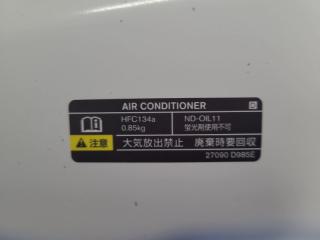 AIR CONDITIONER D
HFC134a ND-OIL11
0.85kg 蛍光剤使用不可
注意 大気放出禁止 廃棄時要回収
27090 D985E